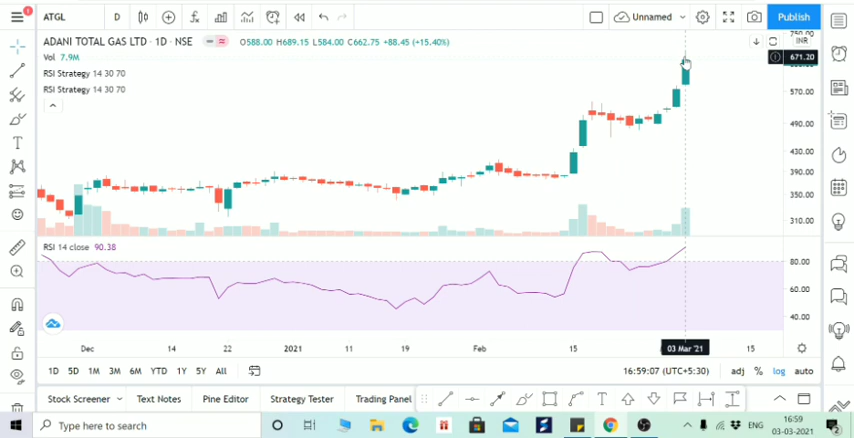 1
ATGL
D
Unnamed
Publish
ADANI TOTAL GAS LTD · 1D · NSE
O588.00 H689.15 L584.00 C662.75 +88.45 (+15.40%)
INR
Vol 7.9M
671.20
RSI Strategy 14 30 70
RSI Strategy 14 30 70
750.00
570.00
490.00
430.00
390.00
350.00
310.00
RSI 14 close 90.38
80.00
60.00
40.00
Dec 14 22 2021 11 19 Feb 15 03 Mar '21 15
1D 5D 1M 3M 6M YTD 1Y 5Y All
16:59:07 (UTC+5:30) adj % log auto
Stock Screener Text Notes Pine Editor Strategy Tester Trading Panel
Type here to search
ENG
16:59
03-03-2021
2